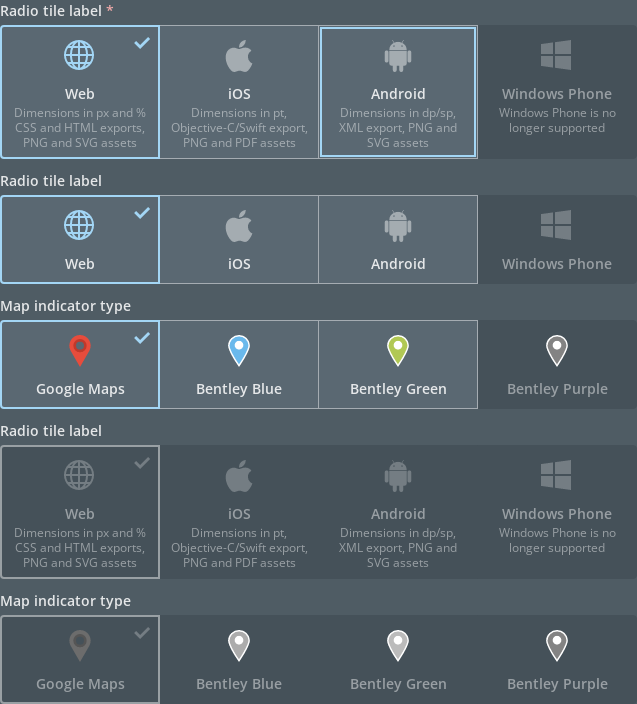 Radio tile label *
Web
iOS
Android
Windows Phone
Dimensions in px and %
CSS and HTML exports,
PNG and SVG assets
Dimensions in pt,
Objective-C/Swift export,
PNG and PDF assets
Dimensions in dp/sp,
XML export, PNG and
SVG assets
Windows Phone is no
longer supported
Radio tile label
Web
iOS
Android
Windows Phone
Map indicator type
Google Maps
Bentley Blue
Bentley Green
Bentley Purple
Radio tile label
Web
iOS
Android
Windows Phone
Dimensions in px and %
CSS and HTML exports,
PNG and SVG assets
Dimensions in pt,
Objective-C/Swift export,
PNG and PDF assets
Dimensions in dp/sp,
XML export, PNG and
SVG assets
Windows Phone is no
longer supported
Map indicator type
Google Maps
Bentley Blue
Bentley Green
Bentley Purple